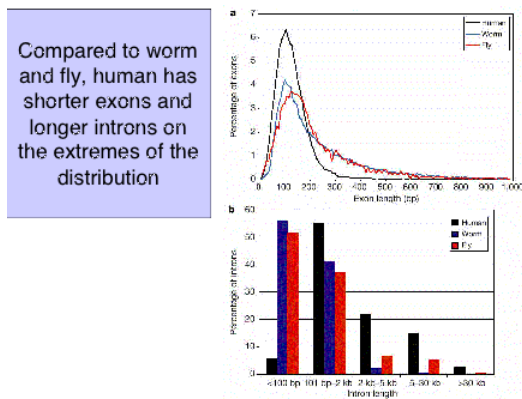 Compared to worm
and fly, human has
shorter exons and
longer introns on
the extremes of the
distribution
a
Human
Worm
Fly
Percentage of exons
7
6
5
4
3
2
1
0
0 100 200 300 400 500 600 700 800 900 1,000
Exon length (bp)
b
Human
Worm
Fly
Percentage of introns
60
50
40
30
20
10
0
<100 bp 101 bp–2 kb 2 kb–5 kb 5–30 kb >30 kb
Intron length